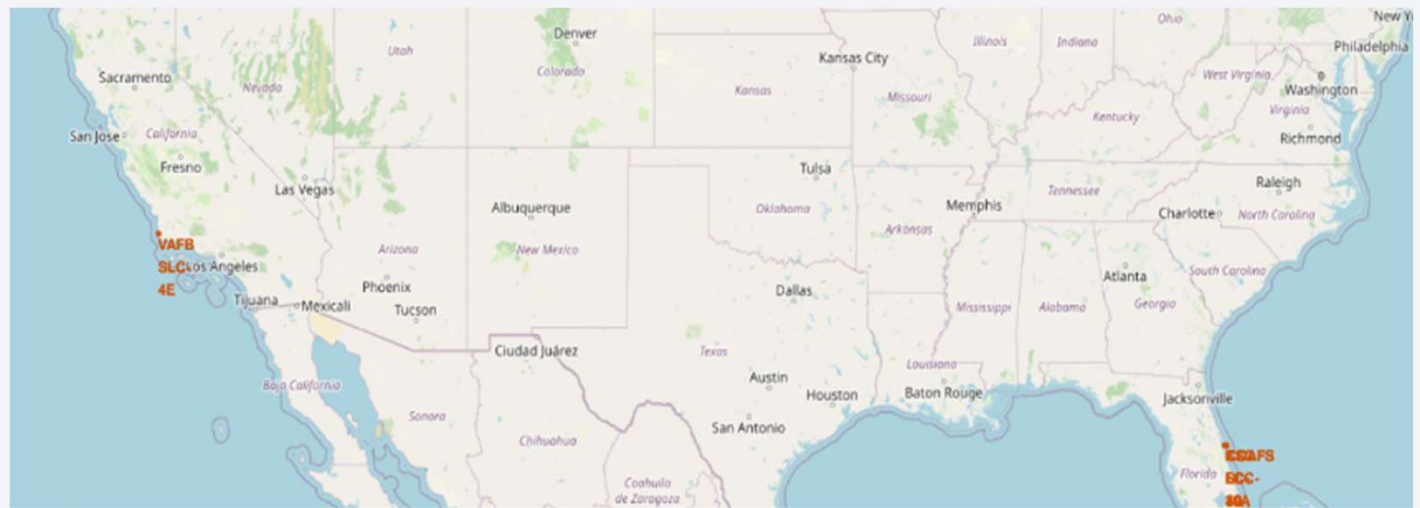 New Y
Ohio
Denver
Illinois
Indiana
Philadelphia
Utah
Kansas City
Colorado
Sacramento
West Virginia
Nevada
Kansas
Washington
Missouri
Virginia
Kentucky
San Jose
California
Richmond
Fresno
Tulsa
Las Vegas
Raleigh
Tennessee
Albuquerque
Oklahoma
Memphis
Charlotte
North Carolina
Arkansas
VAFB
SLC-
4E
Arizona
New Mexico
Los Angeles
South Carolina
Atlanta
Phoenix
Dallas
Tijuana
Mexicali
Tucson
Mississippi
Alabama
Georgia
Ciudad Juárez
Texas
Louisiana
Baja California
Austin
Houston
Baton Rouge
Jacksonville
Sonora
San Antonio
Chihuahua
Florida
Coahuila
de Zaragoza